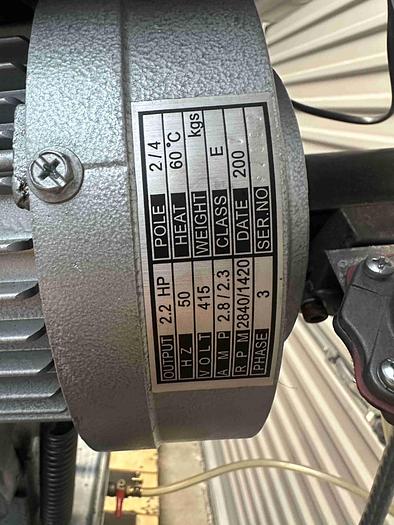 OUTPUT 2.2 HP POLE 2/4
HZ 50 HEAT 60°C
VOLT 415 WEIGHT kgs
AMP 2.8/2.3 CLASS E
RPM 2840/1420 DATE 200
PHASE 3 SER.NO